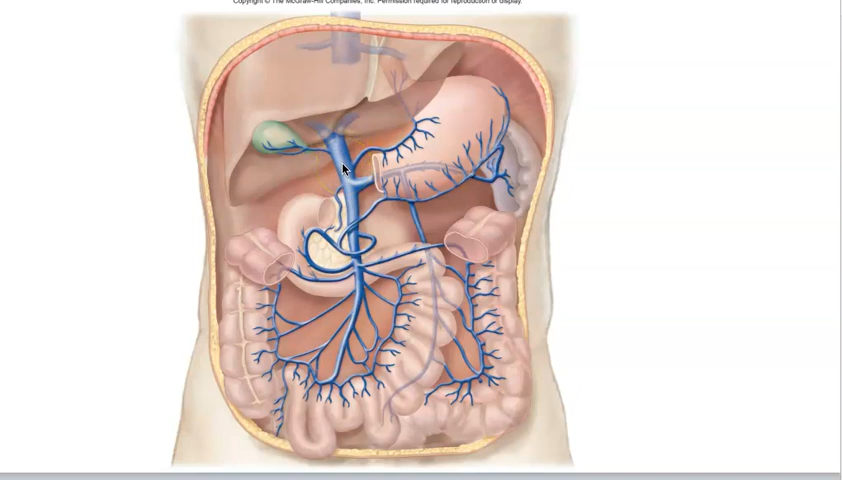 Copyright © The McGraw-Hill Companies, Inc. Permission required for reproduction or display.